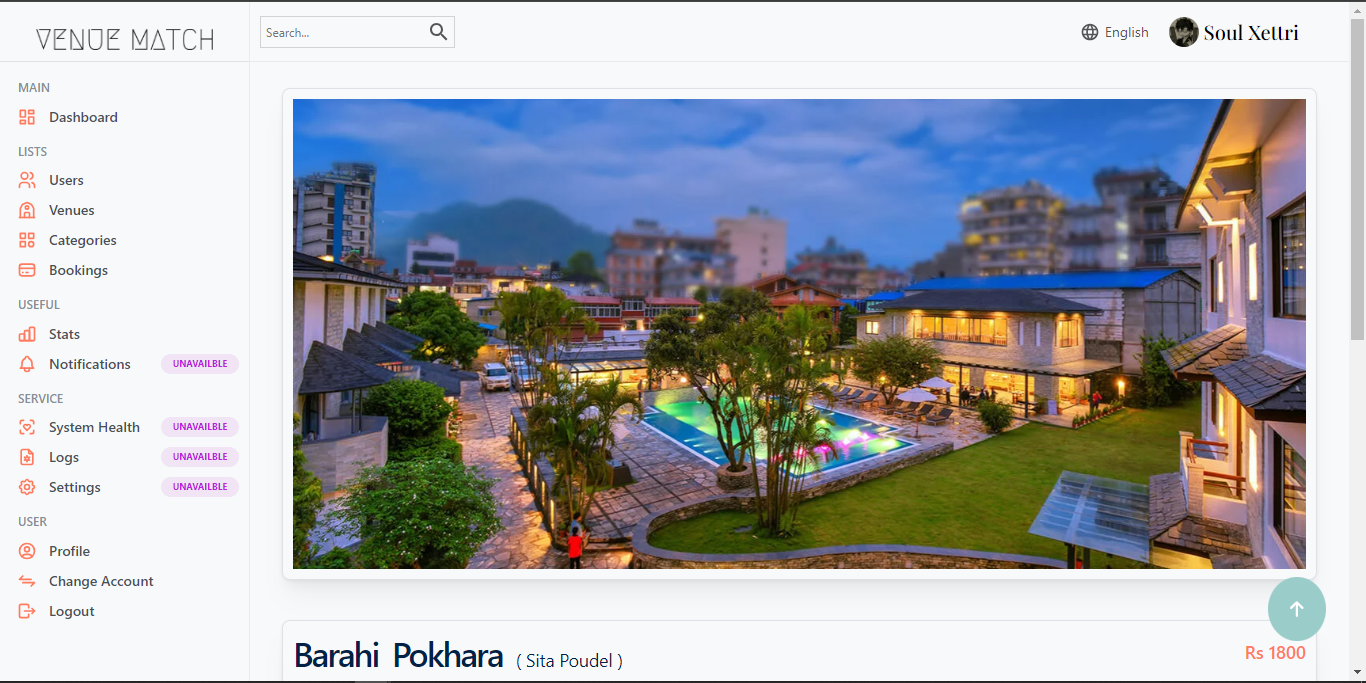 VENUE MATCH
Search...
English
Soul Xettri
MAIN
Dashboard
LISTS
Users
Venues
Categories
Bookings
USEFUL
Stats
Notifications UNAVAILBLE
SERVICE
System Health UNAVAILBLE
Logs UNAVAILBLE
Settings UNAVAILBLE
USER
Profile
Change Account
Logout
Barahi Pokhara ( Sita Poudel )
Rs 1800